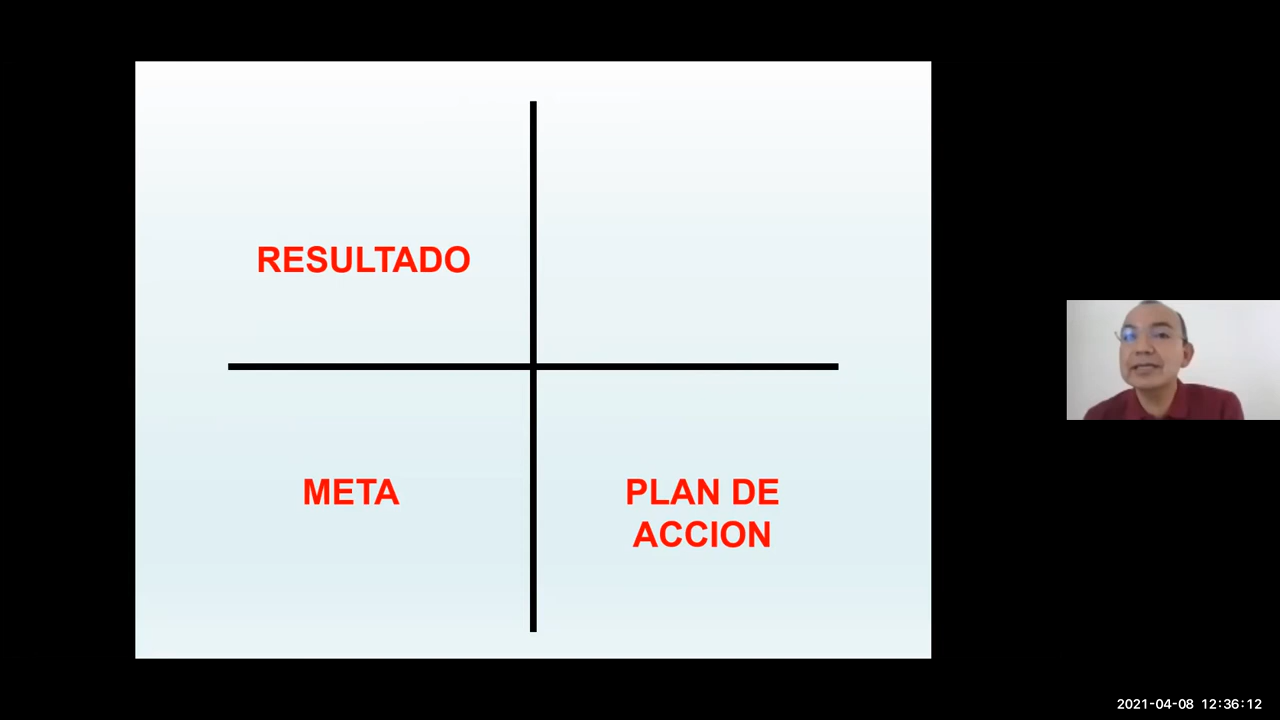 RESULTADO
META
PLAN DE
ACCION
2021-04-08 12:36:12